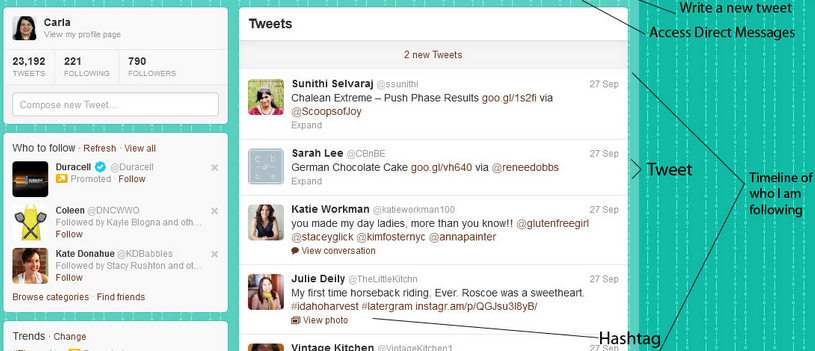 Carla
View my profile page
23,192
TWEETS
221
FOLLOWING
790
FOLLOWERS
Compose new Tweet…
Who to follow · Refresh · View all
Duracell @Duracell
Promoted · Follow
Coleen @DNCWWO
Followed by Kayle Blogna and oth...
Follow
Kate Donahue @KDBabbles
Followed by Stacy Rushton and ot...
Follow
Browse categories · Find friends
Trends · Change
Tweets
2 new Tweets
Sunithi Selvaraj @ssunithi 27 Sep
Chalean Extreme – Push Phase Results goo.gl/1s2fi via
@ScoopsofJoy
Expand
Sarah Lee @CBnBE 27 Sep
German Chocolate Cake goo.gl/vh640 via @reneedobbs
Expand
Katie Workman @katieworkman100 27 Sep
you made my day ladies, more than you know!! @glutenfreegirl
@staceyglick @kimfosternyc @annapainter
View conversation
Julie Deily @TheLittleKitchn 27 Sep
My first time horseback riding. Ever. Roscoe was a sweetheart.
#idahoharvest #latergram instagr.am/p/QGJsu3l8yB/
View photo
Vintage Kitchen @VintageKitchen1 27 Sep
Write a new tweet
Access Direct Messages
Tweet
Timeline of
who I am
following
Hashtag